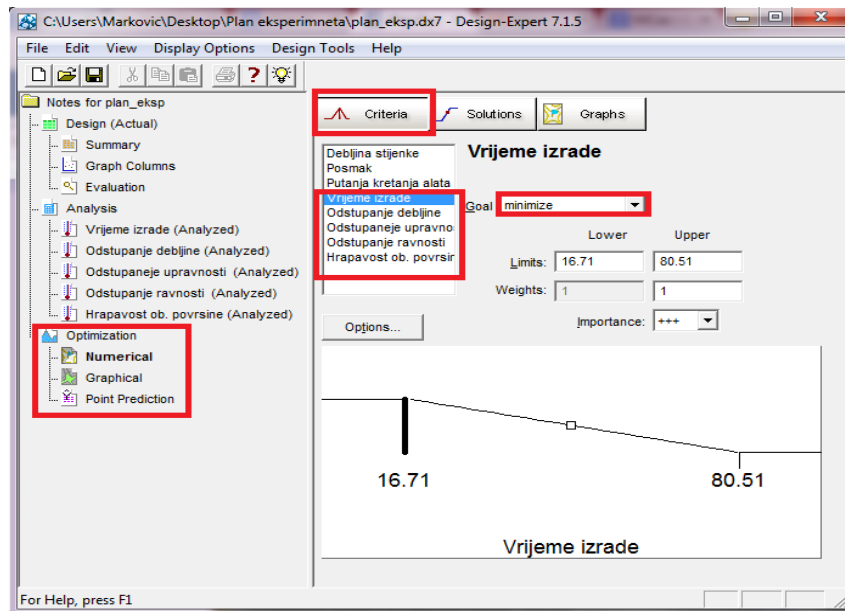 C:\Users\Markovic\Desktop\Plan eksperimneta\plan_eksp.dx7 - Design-Expert 7.1.5
File Edit View Display Options Design Tools Help
Notes for plan_eksp
Design (Actual)
Summary
Graph Columns
Evaluation
Analysis
Vrijeme izrade (Analyzed)
Odstupanje debljine (Analyzed)
Odstupaneje upravnosti (Analyzed)
Odstupanje ravnosti (Analyzed)
Hrapavost ob. povrsine (Analyzed)
Optimization
Numerical
Graphical
Point Prediction
Criteria Solutions Graphs
Debljina stijenke
Posmak
Putanja kretanja alata
Vrijeme izrade
Odstupanje debljine
Odstupaneje upravno
Odstupanje ravnosti
Hrapavost ob. povrsir
Options...
Vrijeme izrade
Goal minimize
Lower Upper
Limits: 16.71 80.51
Weights: 1 1
Importance: +++
16.71 80.51
Vrijeme izrade
For Help, press F1